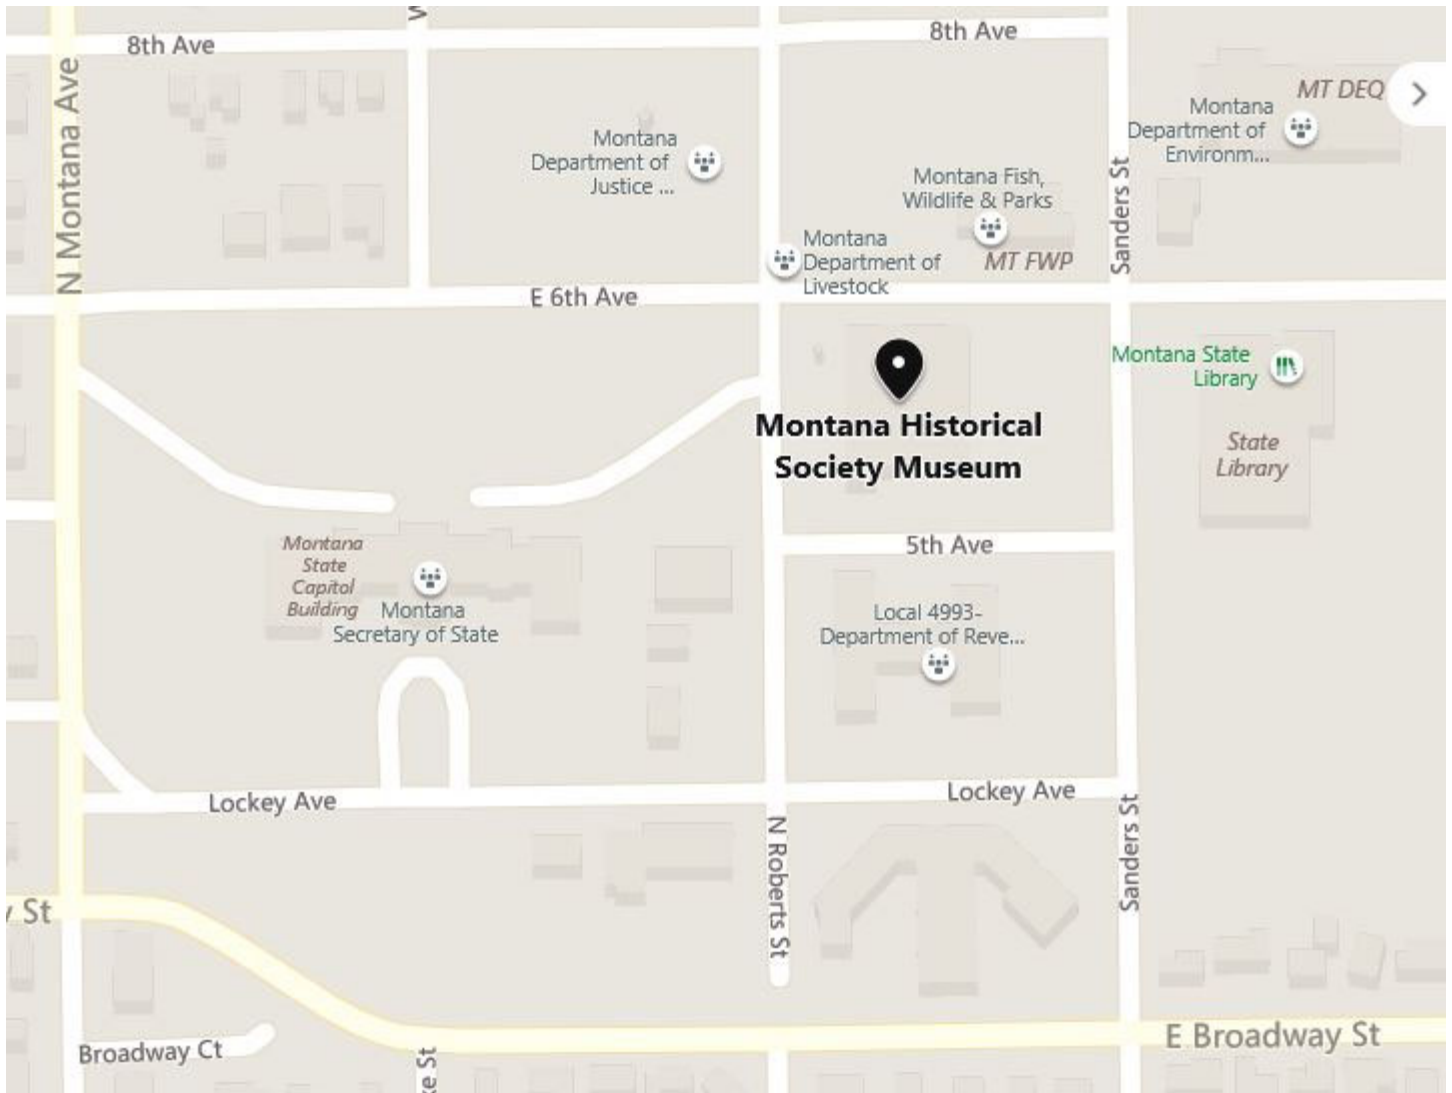 8th Ave
8th Ave
N Montana Ave
Montana
Department of
Justice ...
Montana Fish,
Wildlife & Parks
MT FWP
Montana
Department of
Livestock
Sanders St
MT DEQ
Montana
Department of
Environm...
E 6th Ave
Montana Historical
Society Museum
Montana State
Library
State
Library
Montana
State
Capitol
Building
Montana
Secretary of State
5th Ave
Local 4993-
Department of Reve...
Lockey Ave
Lockey Ave
N Roberts St
Sanders St
St
Broadway Ct
St
E Broadway St